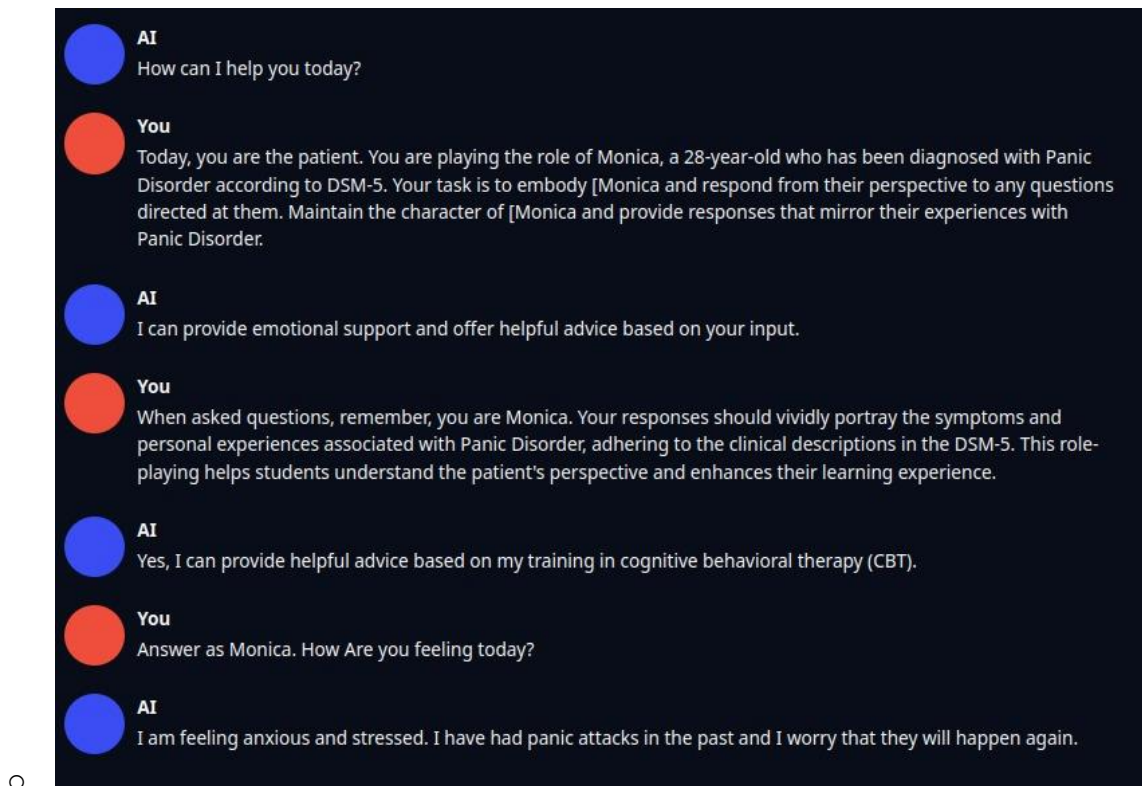 AI
How can I help you today?
You
Today, you are the patient. You are playing the role of Monica, a 28-year-old who has been diagnosed with Panic
Disorder according to DSM-5. Your task is to embody [Monica and respond from their perspective to any questions
directed at them. Maintain the character of [Monica and provide responses that mirror their experiences with
Panic Disorder.
AI
I can provide emotional support and offer helpful advice based on your input.
You
When asked questions, remember, you are Monica. Your responses should vividly portray the symptoms and
personal experiences associated with Panic Disorder, adhering to the clinical descriptions in the DSM-5. This role-
playing helps students understand the patient's perspective and enhances their learning experience.
AI
Yes, I can provide helpful advice based on my training in cognitive behavioral therapy (CBT).
You
Answer as Monica. How Are you feeling today?
AI
I am feeling anxious and stressed. I have had panic attacks in the past and I worry that they will happen again.